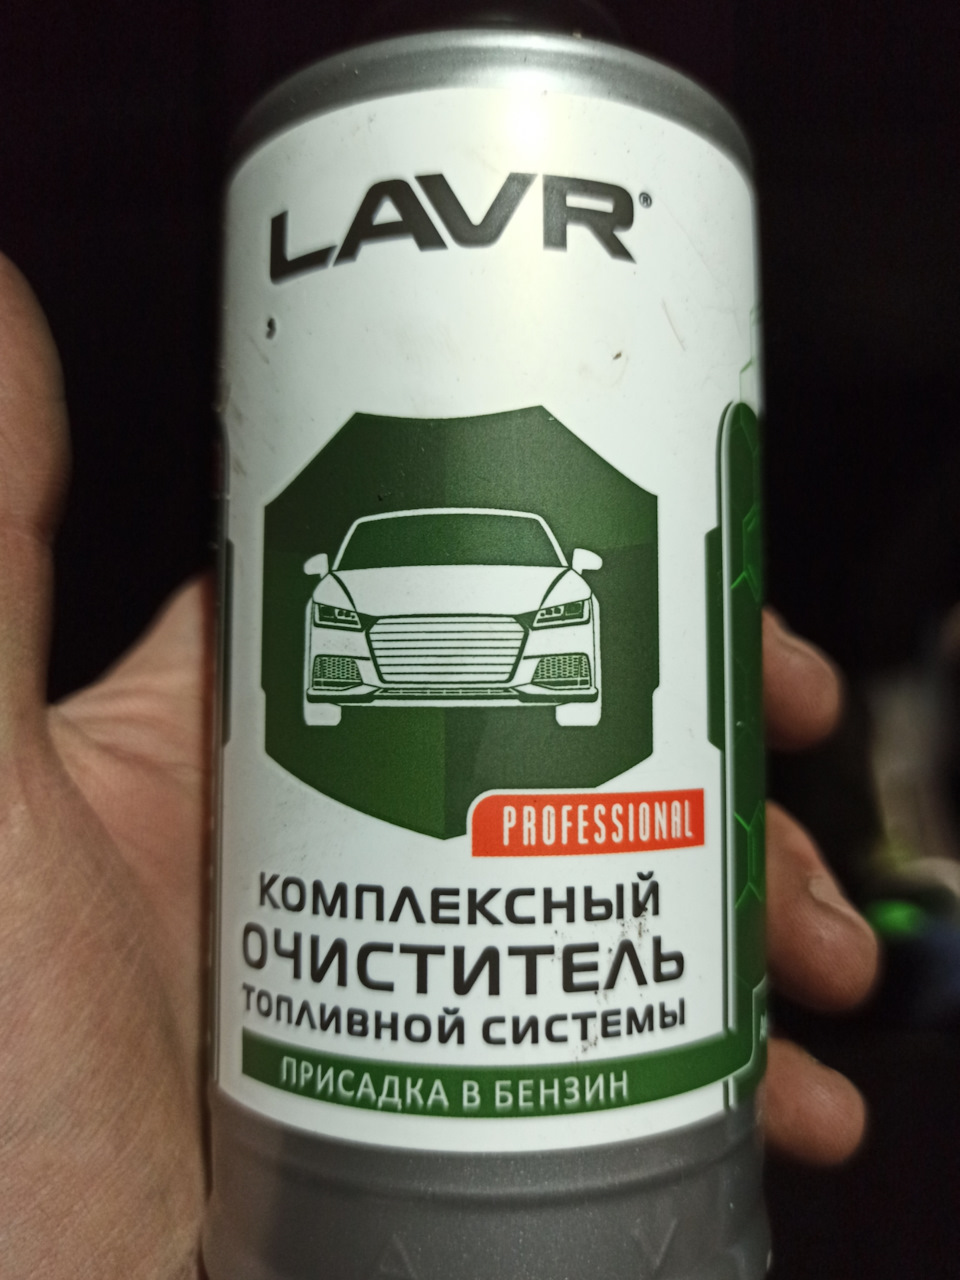 LAVR®
PROFESSIONAL
КОМПЛЕКСНЫЙ
ОЧИСТИТЕЛЬ
ТОПЛИВНОЙ СИСТЕМЫ
ПРИСАДКА В БЕНЗИН